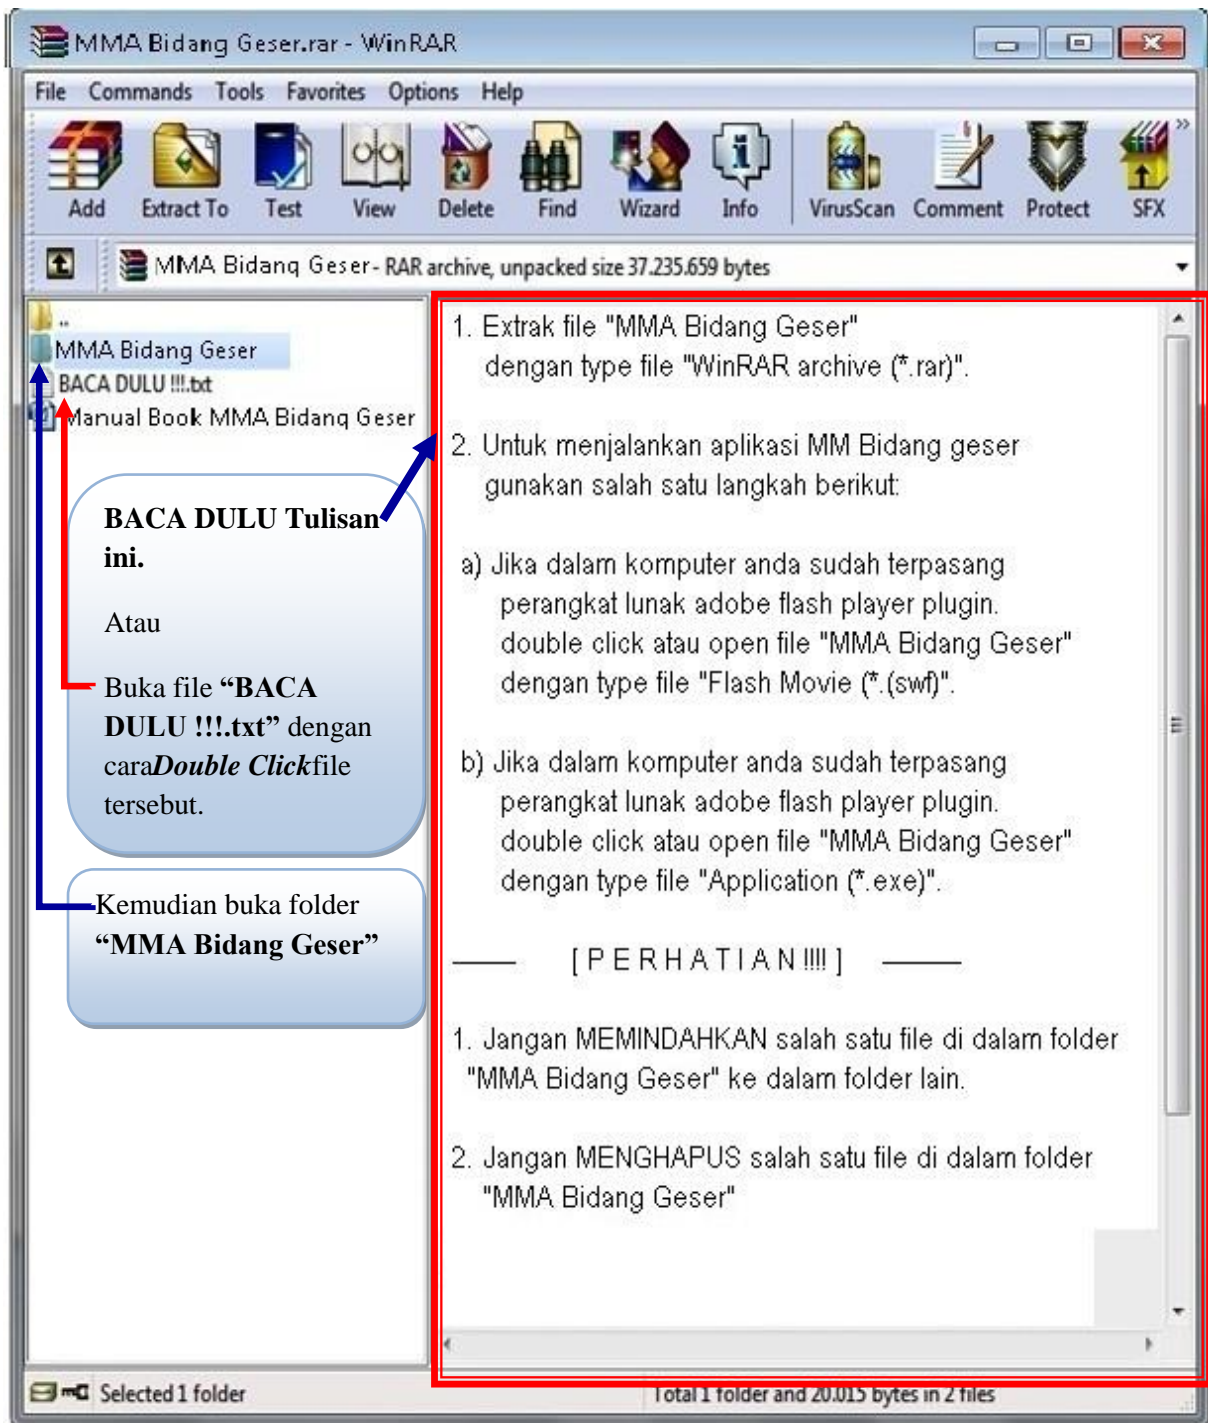 MMA Bidang Geser.rar - WinRAR
File Commands Tools Favorites Options Help
Add Extract To Test View Delete Find Wizard Info VirusScan Comment Protect SFX
MMA Bidang Geser - RAR archive, unpacked size 37.235.659 bytes
..
MMA Bidang Geser
BACA DULU !!!.txt
Manual Book MMA Bidang Geser
BACA DULU Tulisan
ini.
Atau
Buka file “BACA
DULU !!!.txt” dengan
caraDouble Clickfile
tersebut.
Kemudian buka folder
“MMA Bidang Geser”
1. Extrak file "MMA Bidang Geser"
dengan type file "WinRAR archive (*.rar)".
2. Untuk menjalankan aplikasi MM Bidang geser
gunakan salah satu langkah berikut:
a) Jika dalam komputer anda sudah terpasang
perangkat lunak adobe flash player plugin.
double click atau open file "MMA Bidang Geser"
dengan type file "Flash Movie (*.(swf)".
b) Jika dalam komputer anda sudah terpasang
perangkat lunak adobe flash player plugin.
double click atau open file "MMA Bidang Geser"
dengan type file "Application (*.exe)".
—— [ P E R H A T I A N !!!! ] ——
1. Jangan MEMINDAHKAN salah satu file di dalam folder
"MMA Bidang Geser" ke dalam folder lain.
2. Jangan MENGHAPUS salah satu file di dalam folder
"MMA Bidang Geser"
Selected 1 folder
Total 1 folder and 20.015 bytes in 2 files